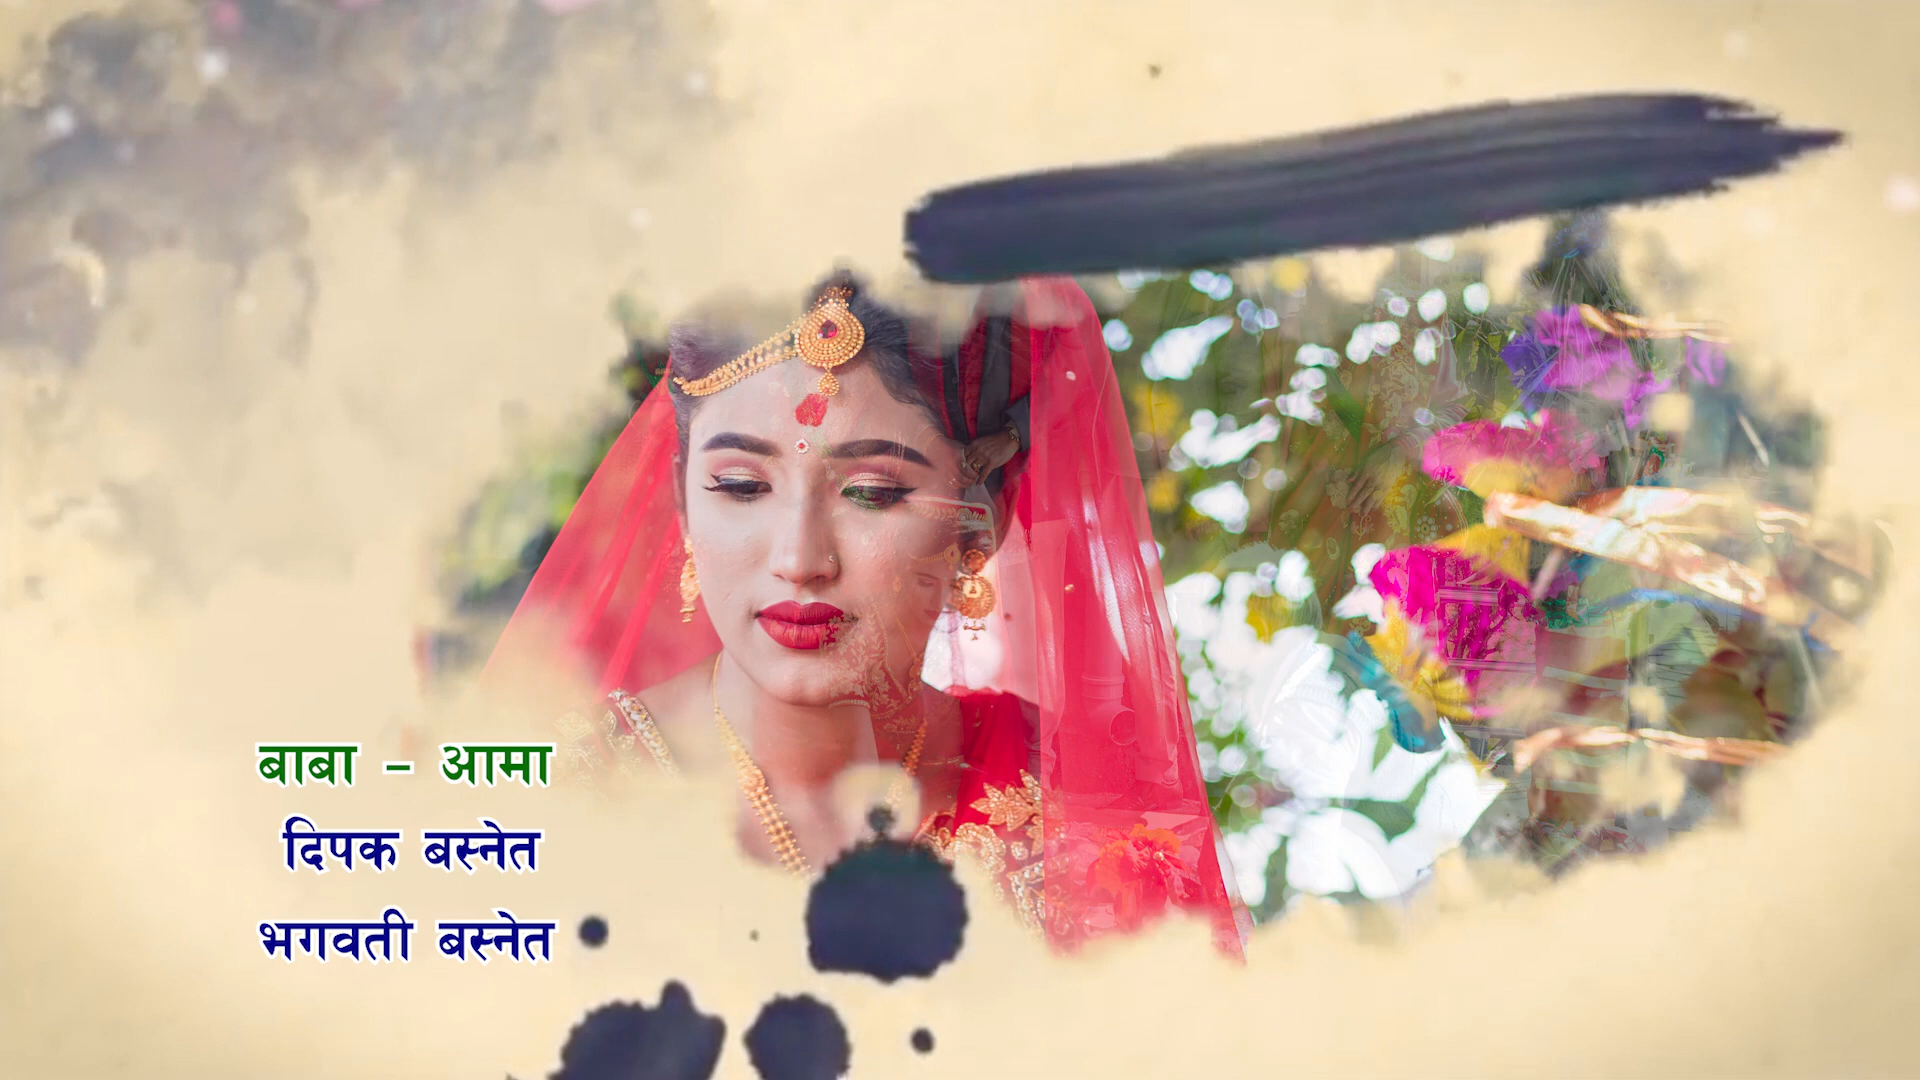 बाबा – आमा
दिपक बस्नेत
भगवती बस्नेत